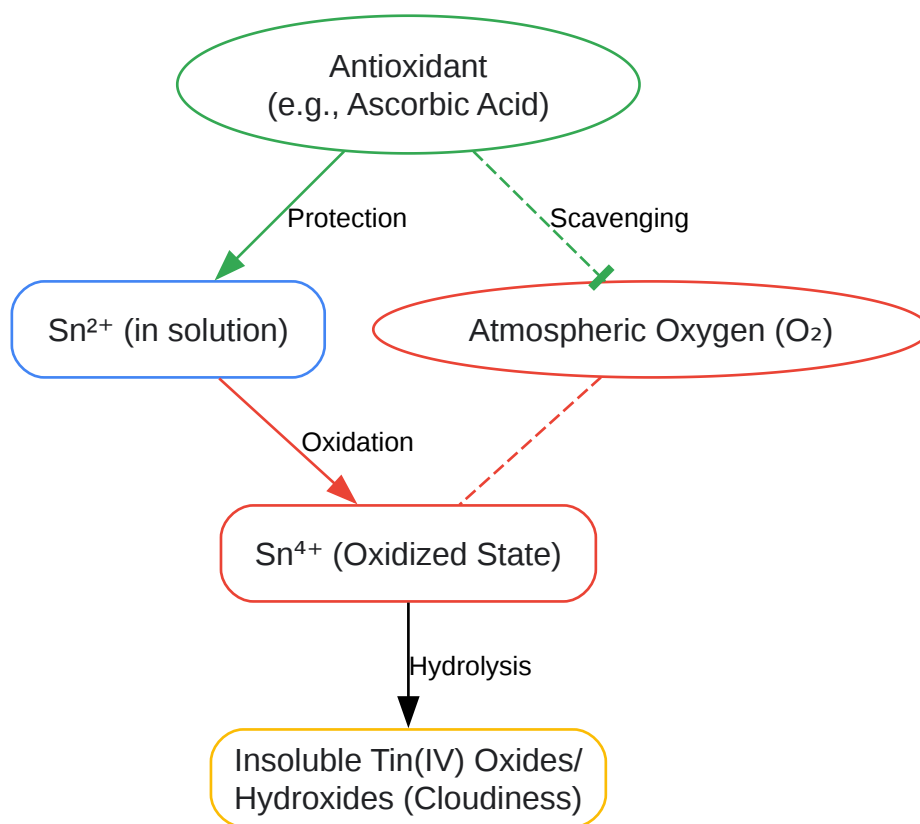 Antioxidant
(e.g., Ascorbic Acid)
Protection
Scavenging
Sn²⁺ (in solution)
Atmospheric Oxygen (O₂)
Oxidation
Sn⁴⁺ (Oxidized State)
Hydrolysis
Insoluble Tin(IV) Oxides/
Hydroxides (Cloudiness)